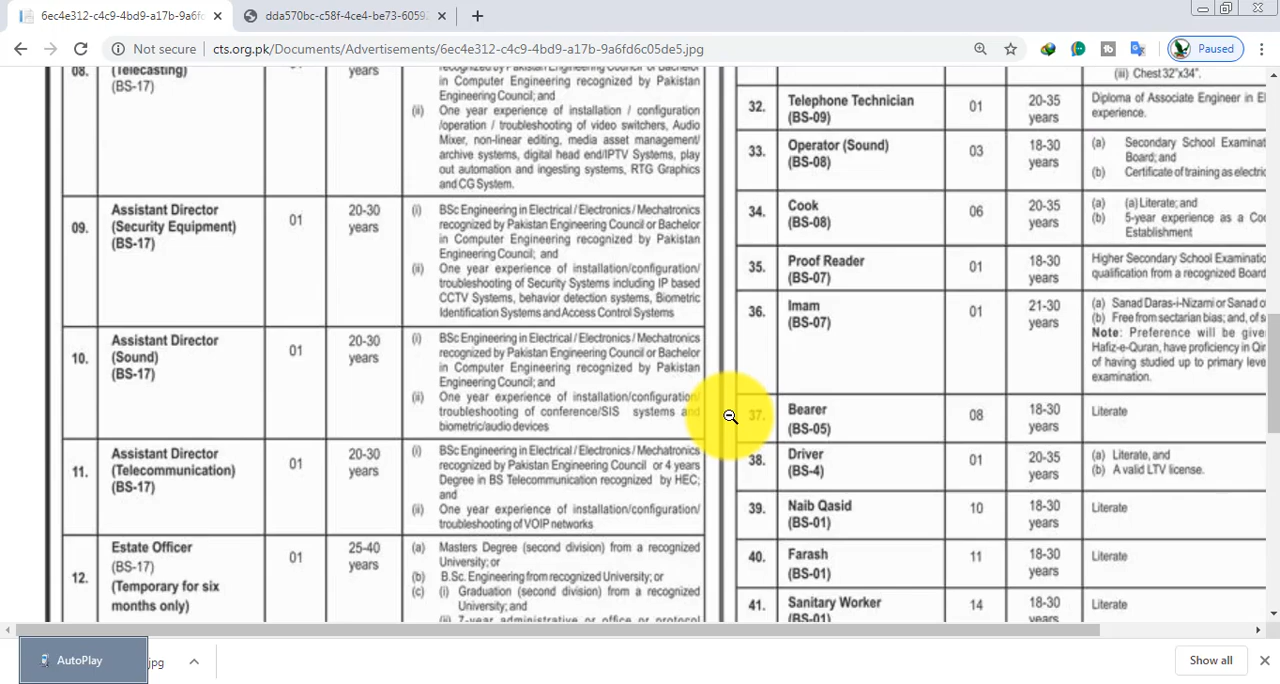 6ec4e312-c4c9-4bd9-a17b-9a6fd
dda570bc-c58f-4ce4-be73-60592
Not secure
cts.org.pk/Documents/Advertisements/6ec4e312-c4c9-4bd9-a17b-9a6fd6c05de5.jpg
Paused
08.
(Telecasting)
(BS-17)
years
recognized by Pakistan Engineering Council or Bachelor
in Computer Engineering recognized by Pakistan
Engineering Council; and
(ii) One year experience of installation / configuration
/operation / troubleshooting of video switchers, Audio
Mixer, non-linear editing, media asset management/
archive systems, digital head end/IPTV Systems, play
out automation and ingesting systems, RTG Graphics
and CG System.
09.
Assistant Director
(Security Equipment)
(BS-17)
01
20-30
years
(i) BSc Engineering in Electrical / Electronics / Mechatronics
recognized by Pakistan Engineering Council or Bachelor
in Computer Engineering recognized by Pakistan
Engineering Council; and
(ii) One year experience of installation/configuration/
troubleshooting of Security Systems including IP based
CCTV Systems, behavior detection systems, Biometric
Identification Systems and Access Control Systems
10.
Assistant Director
(Sound)
(BS-17)
01
20-30
years
(i) BSc Engineering in Electrical / Electronics / Mechatronics
recognized by Pakistan Engineering Council or Bachelor
in Computer Engineering recognized by Pakistan
Engineering Council; and
(ii) One year experience of installation/configuration/
troubleshooting of conference/SIS systems and
biometric/audio devices
11.
Assistant Director
(Telecommunication)
(BS-17)
01
20-30
years
(i) BSc Engineering in Electrical / Electronics / Mechatronics
recognized by Pakistan Engineering Council or 4 years
Degree in BS Telecommunication recognized by HEC;
and
(ii) One year experience of installation/configuration/
troubleshooting of VOIP networks
12.
Estate Officer
(BS-17)
(Temporary for six
months only)
01
25-40
years
(a) Masters Degree (second division) from a recognized
University; or
(b) B.Sc. Engineering from recognized University; or
(c) (i) Graduation (second division) from a recognized
University; and
(ii) 7-year administrative or office or protocol
(iii) Chest 32"x34".
32.
Telephone Technician
(BS-09)
01
20-35
years
Diploma of Associate Engineer in
experience.
33.
Operator (Sound)
(BS-08)
03
18-30
years
(a) Secondary School
Board; and
(b) Certificate of training as
34.
Cook
(BS-08)
06
20-35
years
(a) (a) Literate; and
(b) 5-year experience as a
Establishment
35.
Proof Reader
(BS-07)
01
18-30
years
Higher Secondary School
qualification from a recognized Board
36.
Imam
(BS-07)
01
21-30
years
(a) Sanad Daras-i-Nizami or Sanad
(b) Free from sectarian bias; and, of
Note: Preference will be
Hafiz-e-Quran, have proficiency in
of having studied up to primary
examination.
37.
Bearer
(BS-05)
08
18-30
years
Literate
38.
Driver
(BS-4)
01
20-35
years
(a) Literate, and
(b) A valid LTV license.
39.
Naib Qasid
(BS-01)
10
18-30
years
Literate
40.
Farash
(BS-01)
11
18-30
years
Literate
41.
Sanitary Worker
(BS-01)
14
18-30
years
Literate
AutoPlay
.jpg
Show all